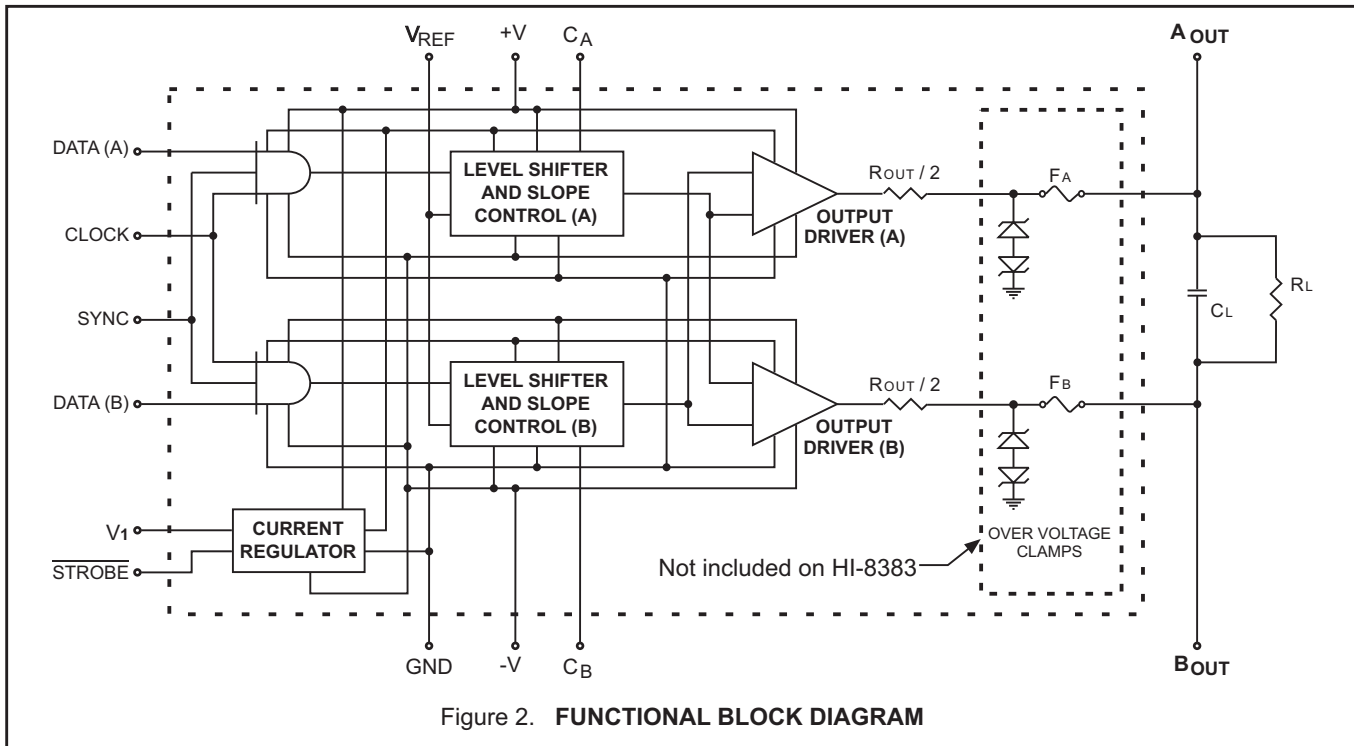 VREF
+V
CA
AOUT
DATA (A)
LEVEL SHIFTER
AND SLOPE
CONTROL (A)
ROUT / 2
FA
OUTPUT
DRIVER (A)
CLOCK
SYNC
CL
RL
DATA (B)
LEVEL SHIFTER
AND SLOPE
CONTROL (B)
ROUT / 2
FB
OUTPUT
DRIVER (B)
V1
CURRENT
REGULATOR
STROBE
OVER VOLTAGE
CLAMPS
Not included on HI-8383
GND
-V
CB
BOUT
Figure 2. FUNCTIONAL BLOCK DIAGRAM